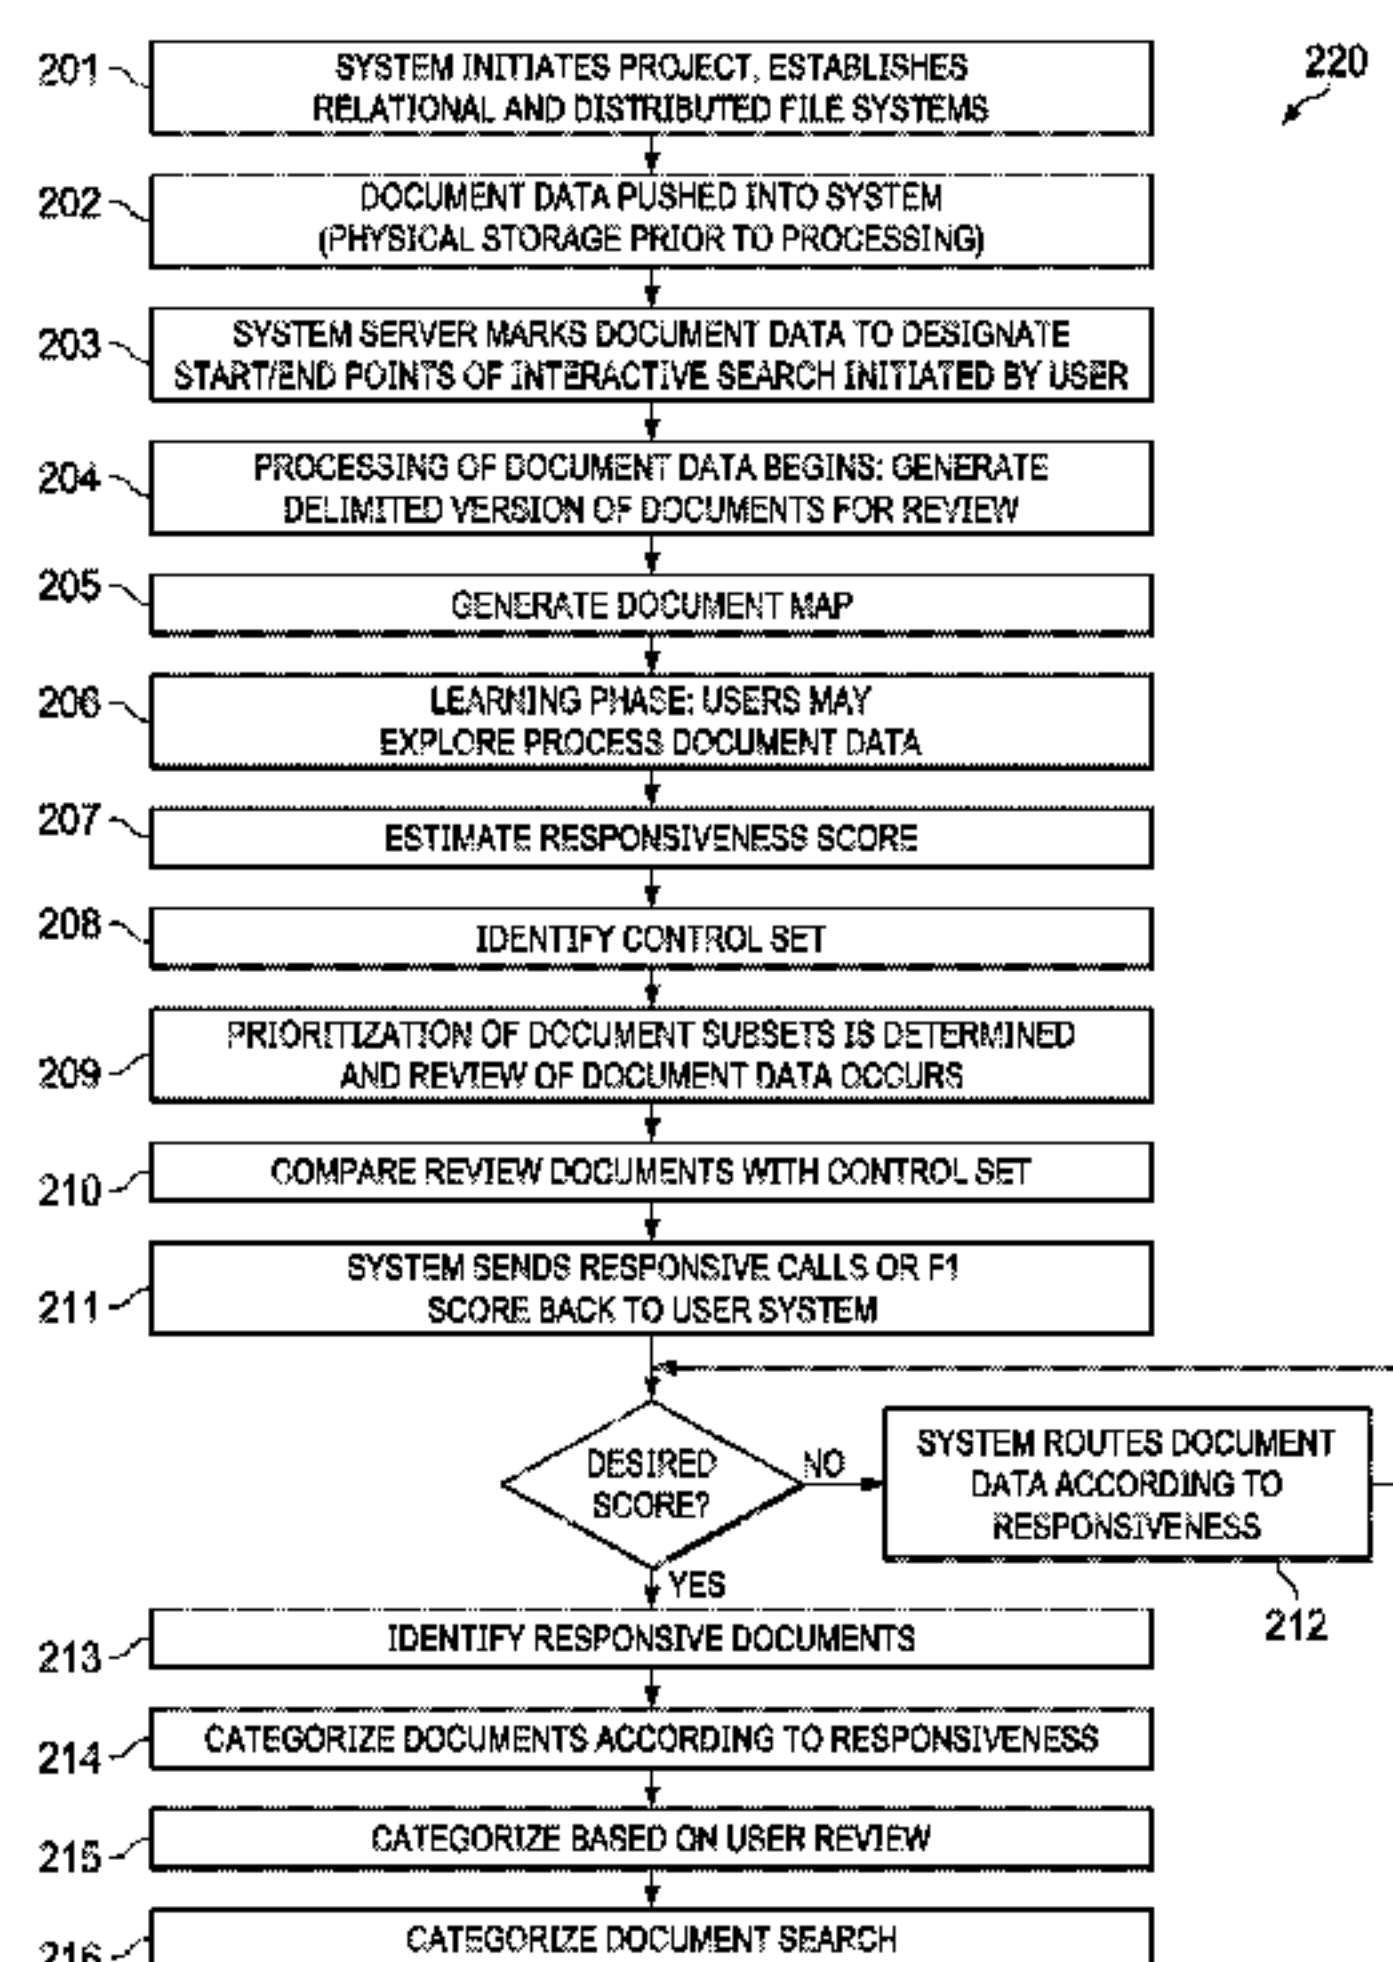 201
SYSTEM INITIATES PROJECT, ESTABLISHES
RELATIONAL AND DISTRIBUTED FILE SYSTEMS
220
202
DOCUMENT DATA PUSHED INTO SYSTEM
(PHYSICAL STORAGE PRIOR TO PROCESSING)
203
SYSTEM SERVER MARKS DOCUMENT DATA TO DESIGNATE
START/END POINTS OF INTERACTIVE SEARCH INITIATED BY USER
204
PROCESSING OF DOCUMENT DATA BEGINS: GENERATE
DELIMITED VERSION OF DOCUMENTS FOR REVIEW
205
GENERATE DOCUMENT MAP
206
LEARNING PHASE: USERS MAY
EXPLORE PROCESS DOCUMENT DATA
207
ESTIMATE RESPONSIVENESS SCORE
208
IDENTIFY CONTROL SET
209
PRIORITIZATION OF DOCUMENT SUBSETS IS DETERMINED
AND REVIEW OF DOCUMENT DATA OCCURS
210
COMPARE REVIEW DOCUMENTS WITH CONTROL SET
211
SYSTEM SENDS RESPONSIVE CALLS OR F1
SCORE BACK TO USER SYSTEM
DESIRED
SCORE?
NO
SYSTEM ROUTES DOCUMENT
DATA ACCORDING TO
RESPONSIVENESS
212
YES
213
IDENTIFY RESPONSIVE DOCUMENTS
214
CATEGORIZE DOCUMENTS ACCORDING TO RESPONSIVENESS
215
CATEGORIZE BASED ON USER REVIEW
216
CATEGORIZE DOCUMENT SEARCH